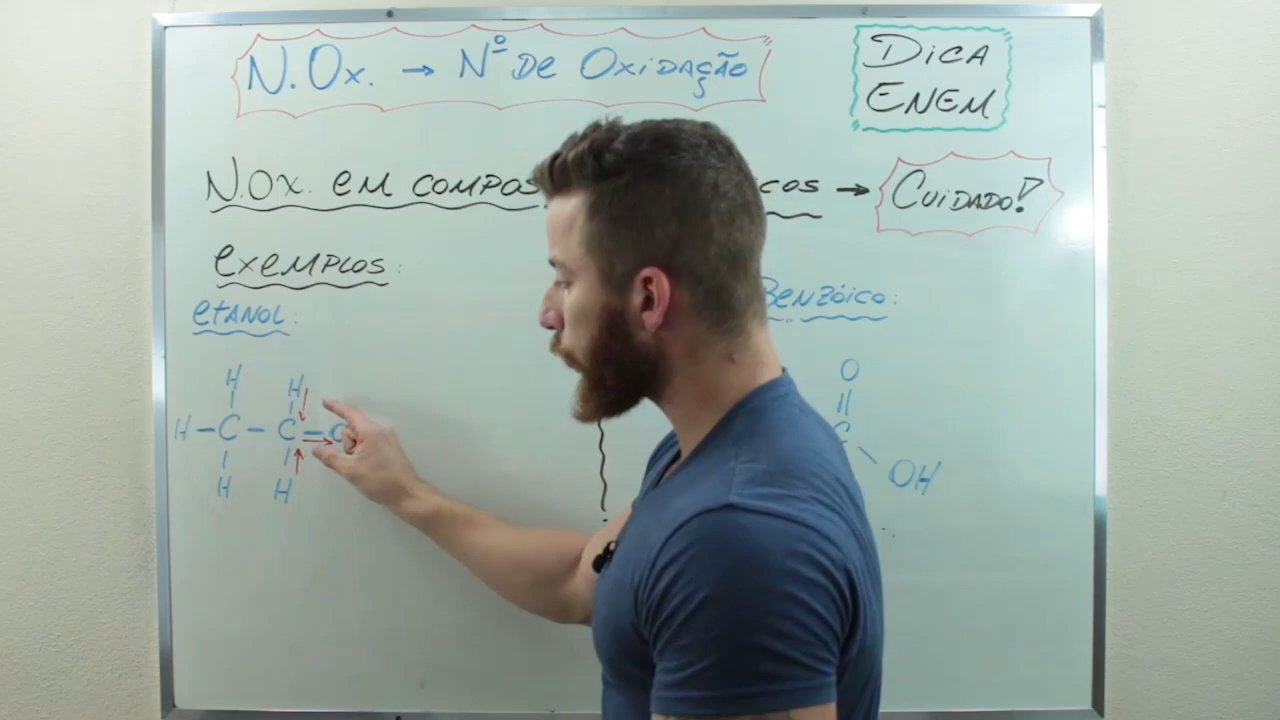 N.Ox. → Nº De Oxidação
Dica
ENEM
N.Ox. em compos cos → Cuidado!
exemplos:
etanol:
Benzóico:
H H
H – C – C – C
H H
O
||
C
OH